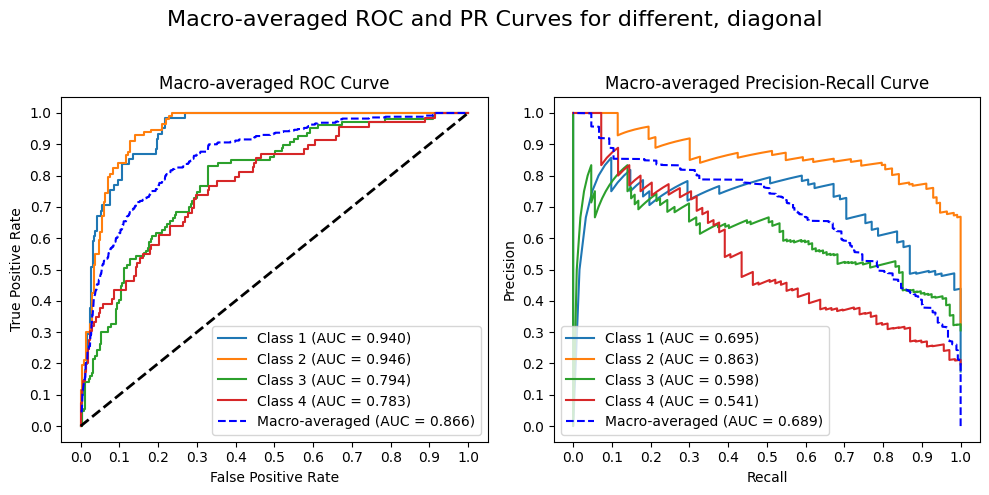 Macro-averaged ROC and PR Curves for different, diagonal
Macro-averaged ROC Curve
True Positive Rate
1.0
0.9
0.8
0.7
0.6
0.5
0.4
0.3
0.2
0.1
0.0
Class 1 (AUC = 0.940)
Class 2 (AUC = 0.946)
Class 3 (AUC = 0.794)
Class 4 (AUC = 0.783)
Macro-averaged (AUC = 0.866)
0.0 0.1 0.2 0.3 0.4 0.5 0.6 0.7 0.8 0.9 1.0
False Positive Rate
Macro-averaged Precision-Recall Curve
Precision
1.0
0.9
0.8
0.7
0.6
0.5
0.4
0.3
0.2
0.1
0.0
Class 1 (AUC = 0.695)
Class 2 (AUC = 0.863)
Class 3 (AUC = 0.598)
Class 4 (AUC = 0.541)
Macro-averaged (AUC = 0.689)
0.0 0.1 0.2 0.3 0.4 0.5 0.6 0.7 0.8 0.9 1.0
Recall